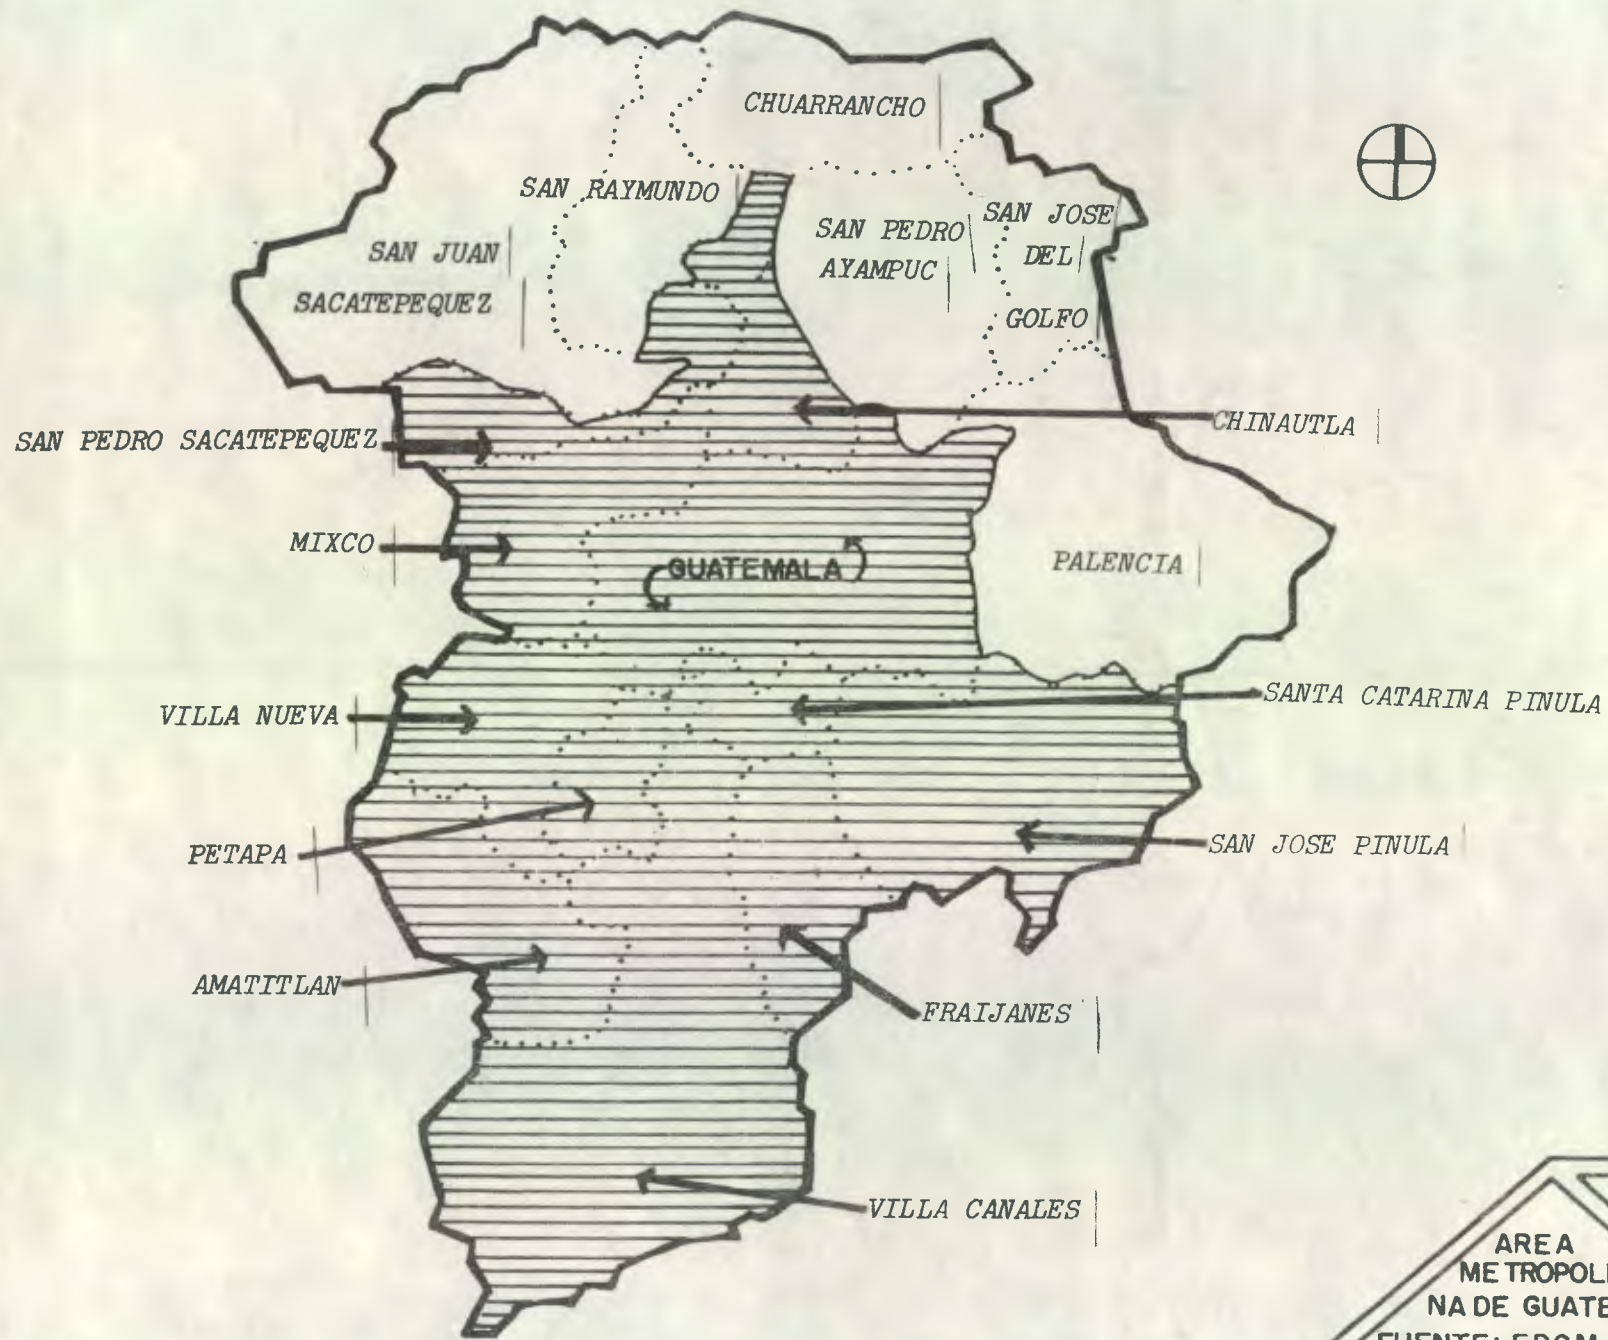 CHUARRANCHO
SAN RAYMUNDO
SAN JOSE
DEL
GOLFO
SAN PEDRO
AYAMPUC
SAN JUAN
SACATEPEQUEZ
CHINAUTLA
SAN PEDRO SACATEPEQUEZ
MIXCO
GUATEMALA
PALENCIA
SANTA CATARINA PINULA
VILLA NUEVA
SAN JOSE PINULA
PETAPA
AMATITLAN
FRAIJANES
VILLA CANALES
AREA
METROPOLI
NA DE GUATE